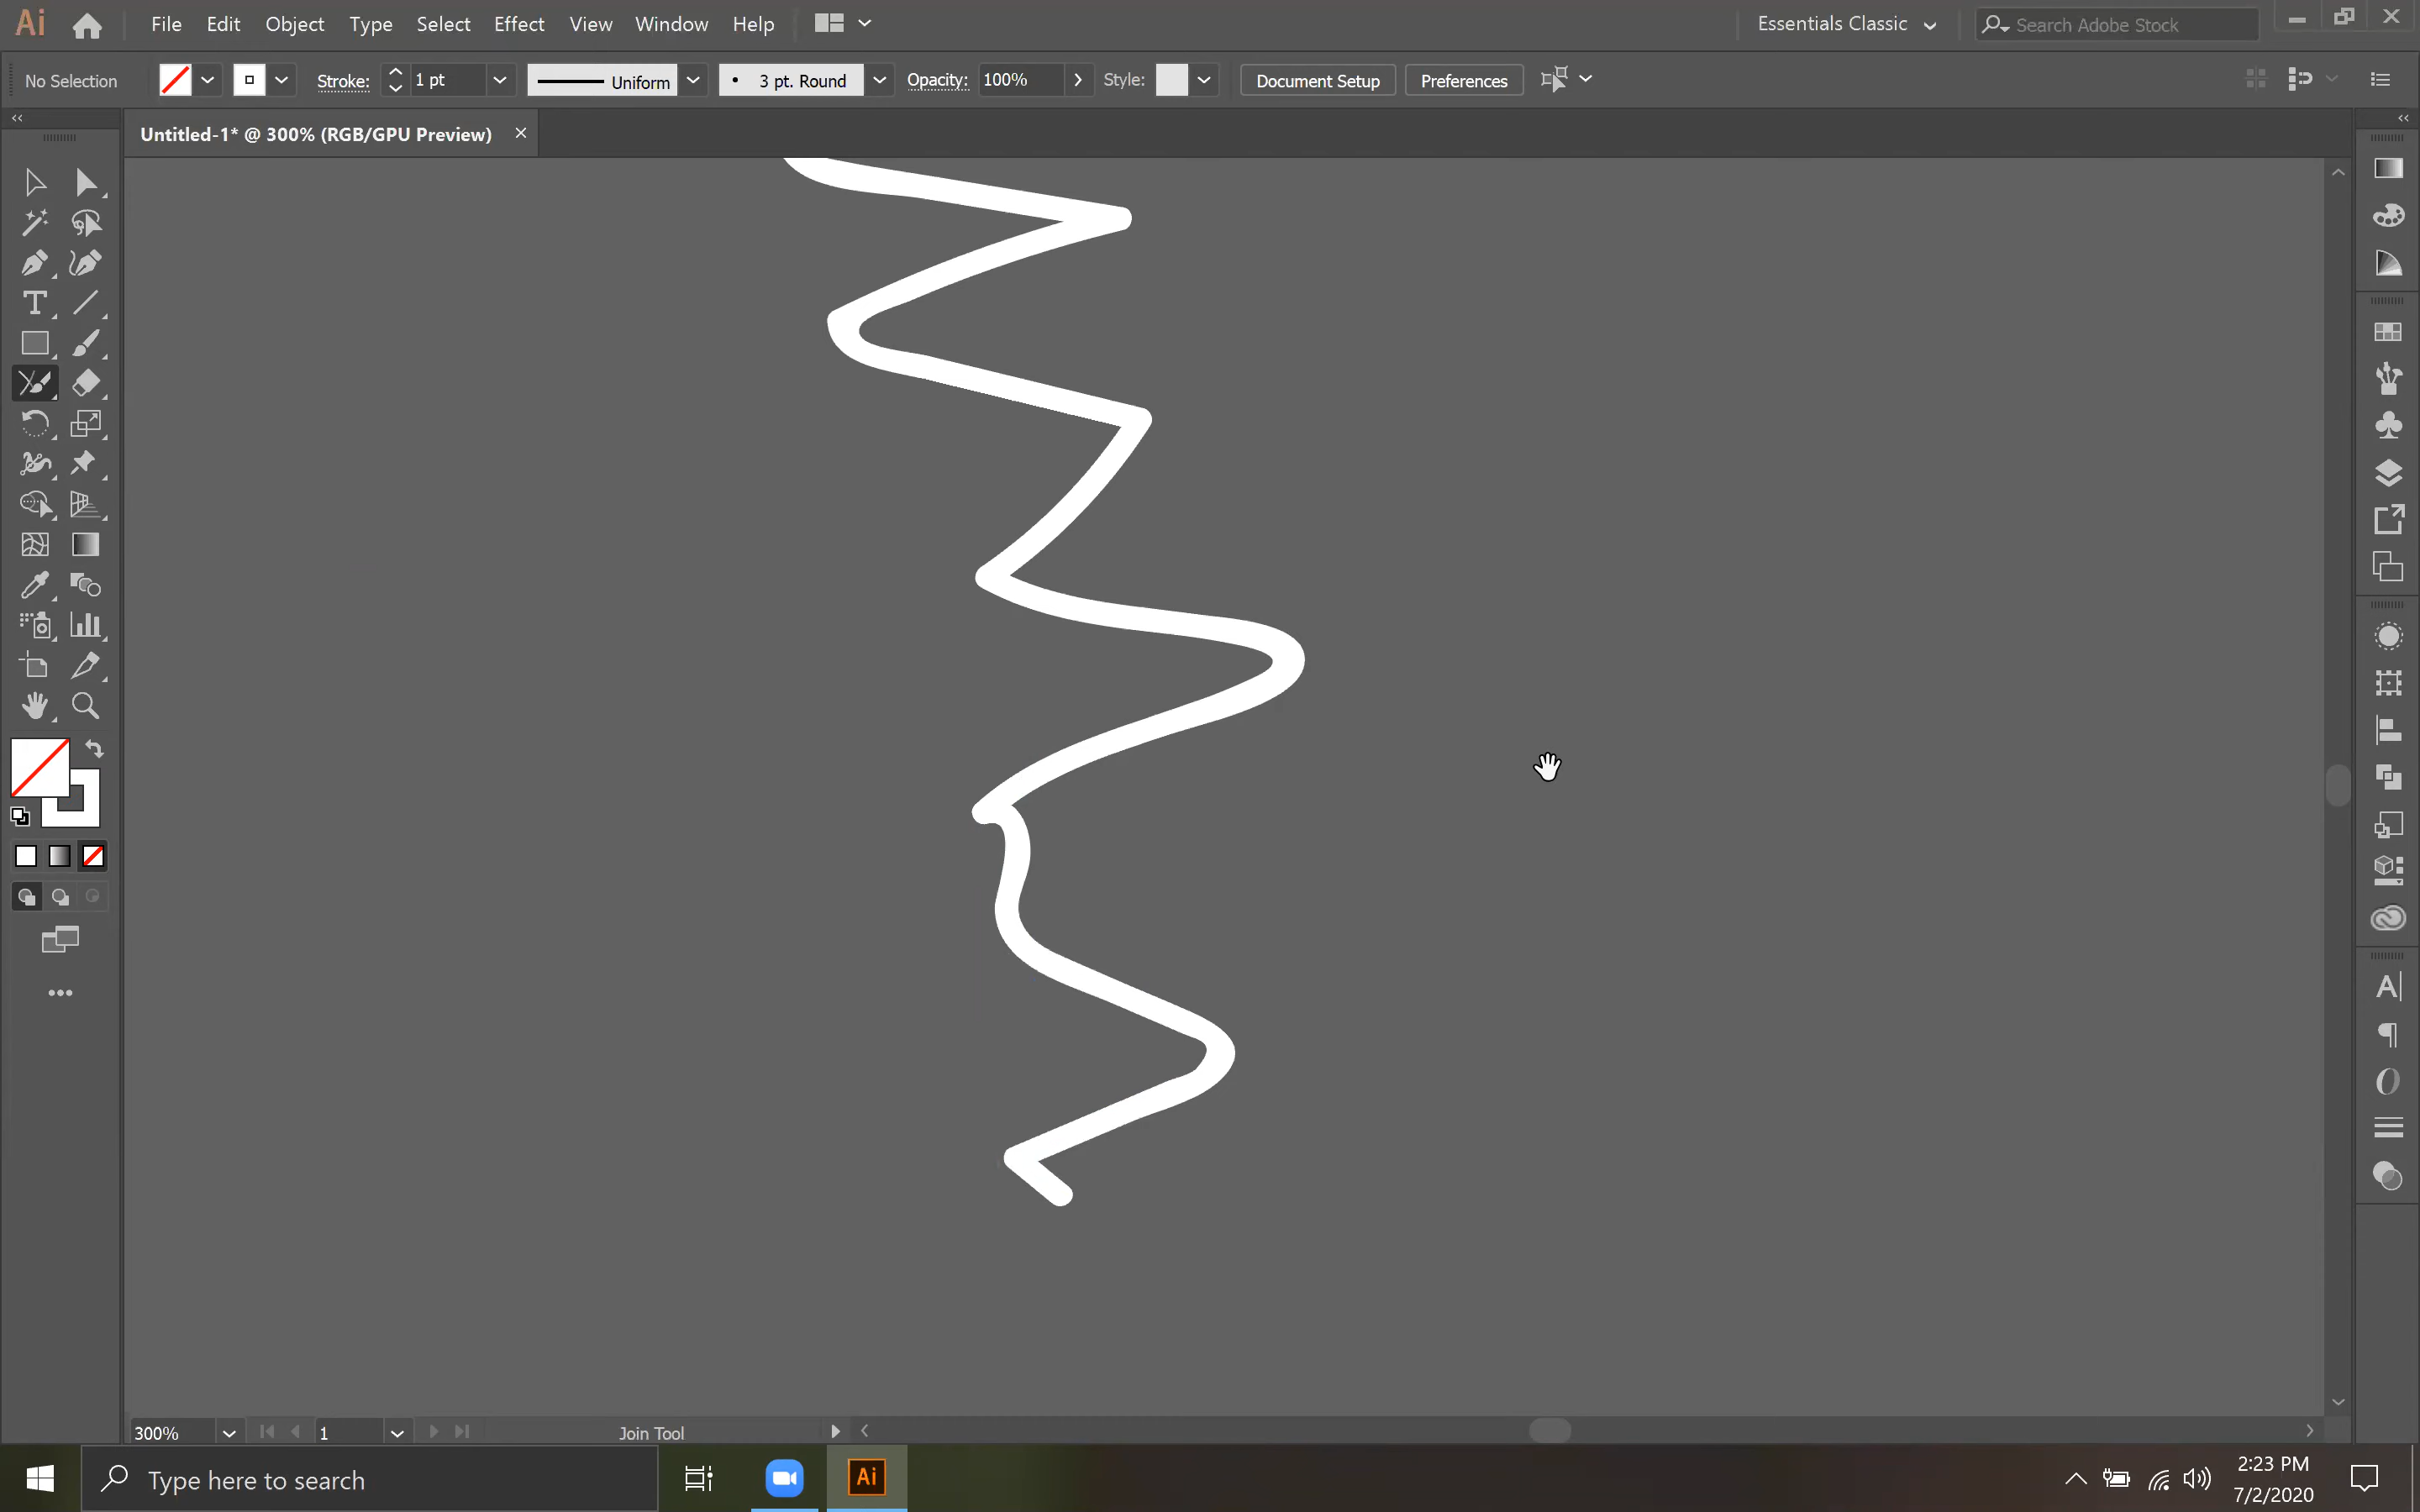 Ai File Edit Object Type Select Effect View Window Help Essentials Classic Search Adobe Stock
No Selection Stroke: 1 pt Uniform 3 pt. Round Opacity: 100% Style: Document Setup Preferences
Untitled-1* @ 300% (RGB/GPU Preview)
300% 1 Join Tool
Type here to search Ai 2:23 PM
7/2/2020